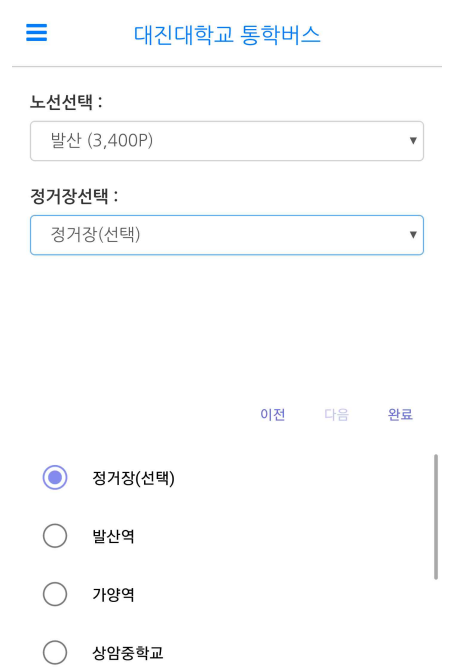 대진대학교 통학버스
노선선택 :
발산 (3,400P)
정거장선택 :
정거장(선택)
이전 다음 완료
정거장(선택)
발산역
가양역
상암중학교